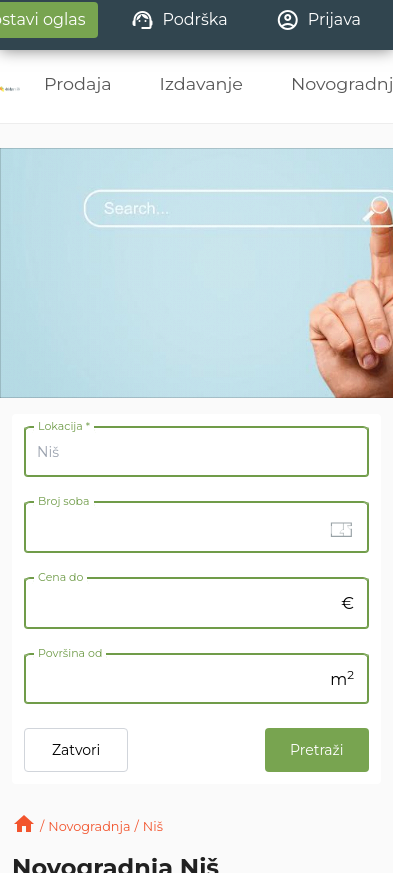 ostavi oglas Podrška Prijava
Prodaja Izdavanje Novogradnj
Search...
Lokacija *
Niš
Broj soba
Cena do
€
Površina od
m²
Zatvori Pretraži
/ Novogradnja / Niš
Novogradnja Niš